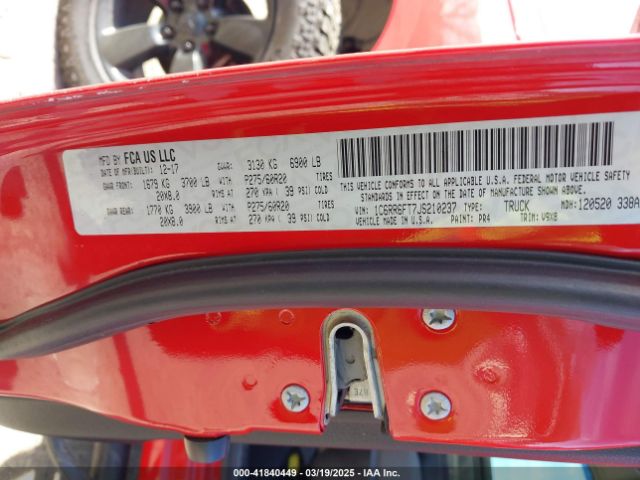 MFD BY FCA US LLC
DATE OF MFR(BUILT): 12-17 GVWR: 3130 KG 6900 LB
GAWR FRONT 1679 KG 3700 LB WITH P275/60R20 TIRES
20X8.0 RIMS AT 270 KPA ( 39 PSI) COLD
GAWR REAR 1770 KG 3900 LB WITH P275/60R20 TIRES
20X8.0 RIMS AT 270 KPA ( 39 PSI) COLD
THIS VEHICLE CONFORMS TO ALL APPLICABLE U.S.A. FEDERAL MOTOR VEHICLE SAFETY
STANDARDS IN EFFECT ON THE DATE OF MANUFACTURE SHOWN ABOVE.
VIN: 1C6RR6FT7JS210237 TYPE: TRUCK MDH: 120520 338A
VEHICLE MADE IN U.S.A. PAINT: PR4 TRIM: V9X8
000-41840449 - 03/19/2025 - IAA Inc.